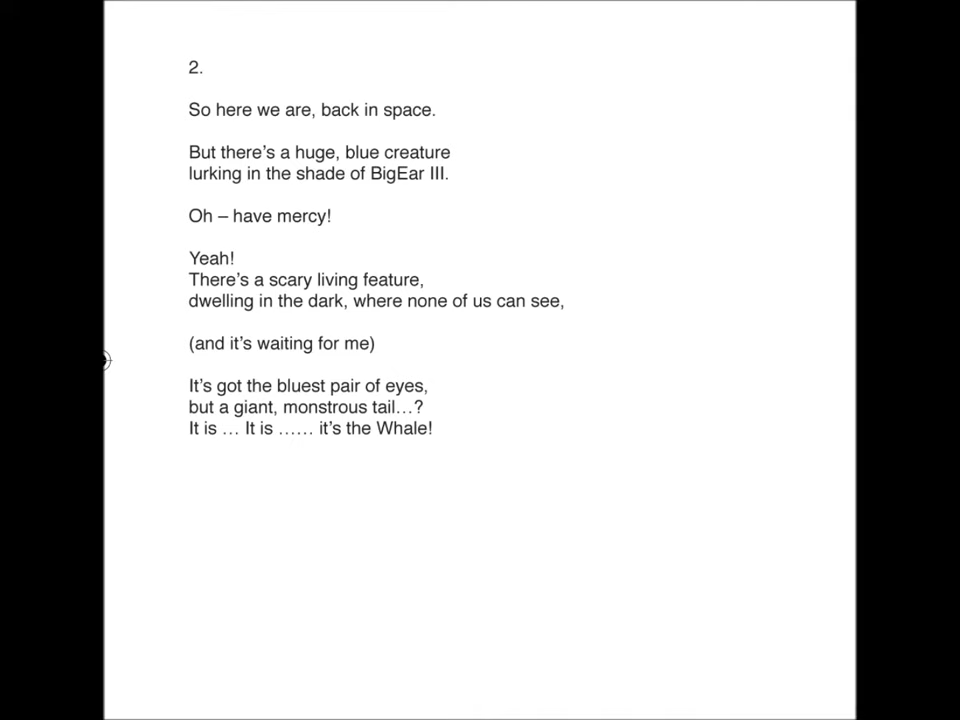 2.
So here we are, back in space.
But there’s a huge, blue creature
lurking in the shade of BigEar III.
Oh – have mercy!
Yeah!
There’s a scary living feature,
dwelling in the dark, where none of us can see,
(and it’s waiting for me)
It’s got the bluest pair of eyes,
but a giant, monstrous tail…?
It is … It is …… it’s the Whale!